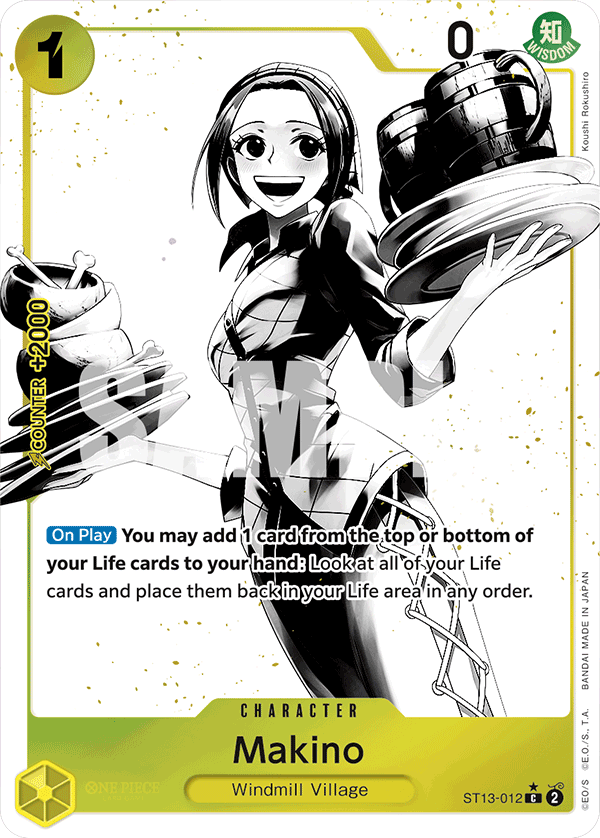 1
0
知
WISDOM
Koushi Rokushiro
COUNTER +2000
SAMPLE
On Play You may add 1 card from the top or bottom of
your Life cards to your hand: Look at all of your Life
cards and place them back in your Life area in any order.
©EO/S ©E.O./S., T.A. BANDAI MADE IN JAPAN
CHARACTER
Makino
ONE PIECE
Windmill Village
ST13-012 C 2